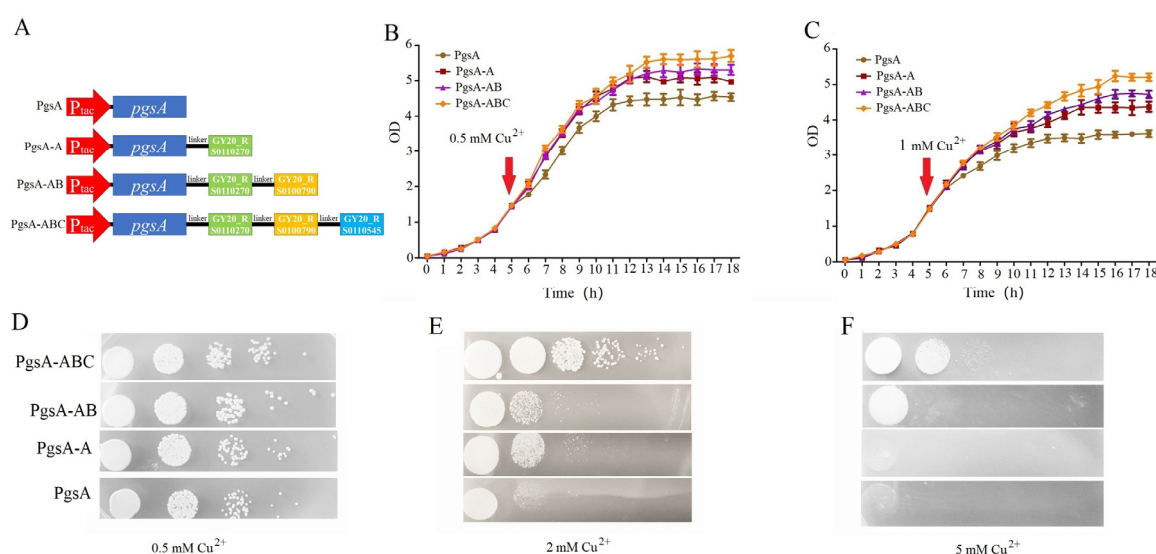 A
PgsA
Ptac
pgsA
PgsA-A
Ptac
pgsA
linker
GY20_R
S0110270
PgsA-AB
Ptac
pgsA
linker
GY20_R
S0110270
linker
GY20_R
S0100790
PgsA-ABC
Ptac
pgsA
linker
GY20_R
S0110270
linker
GY20_R
S0100790
linker
GY20_R
S0110545
B
6
5
4
3
2
1
0
OD
PgsA
PgsA-A
PgsA-AB
PgsA-ABC
0.5 mM Cu²⁺
0 1 2 3 4 5 6 7 8 9 10 11 12 13 14 15 16 17 18
Time (h)
C
6
5
4
3
2
1
0
OD
PgsA
PgsA-A
PgsA-AB
PgsA-ABC
1 mM Cu²⁺
0 1 2 3 4 5 6 7 8 9 10 11 12 13 14 15 16 17 18
Time (h)
D
PgsA-ABC
PgsA-AB
PgsA-A
PgsA
0.5 mM Cu²⁺
E
2 mM Cu²⁺
F
5 mM Cu²⁺